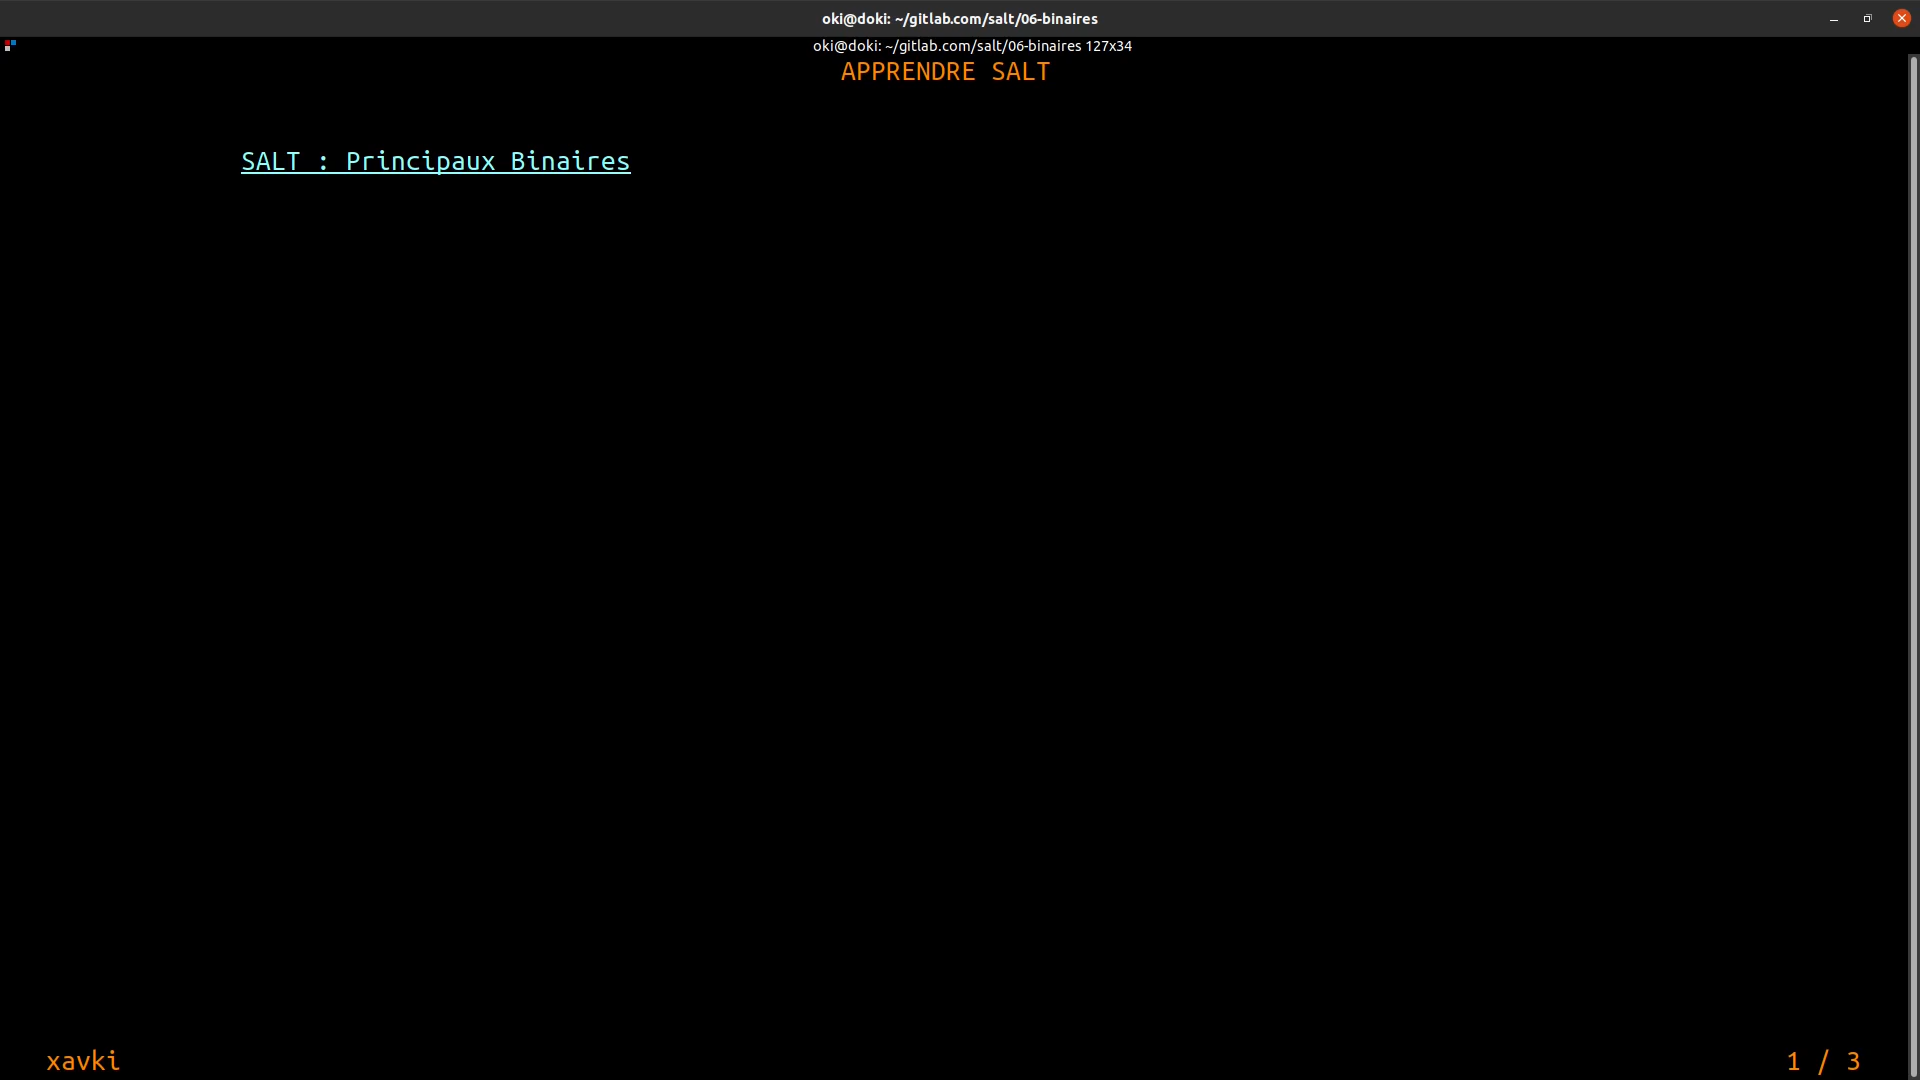 oki@doki: ~/gitlab.com/salt/06-binaires
oki@doki: ~/gitlab.com/salt/06-binaires 127x34
APPRENDRE SALT
SALT : Principaux Binaires
xavki
1 / 3